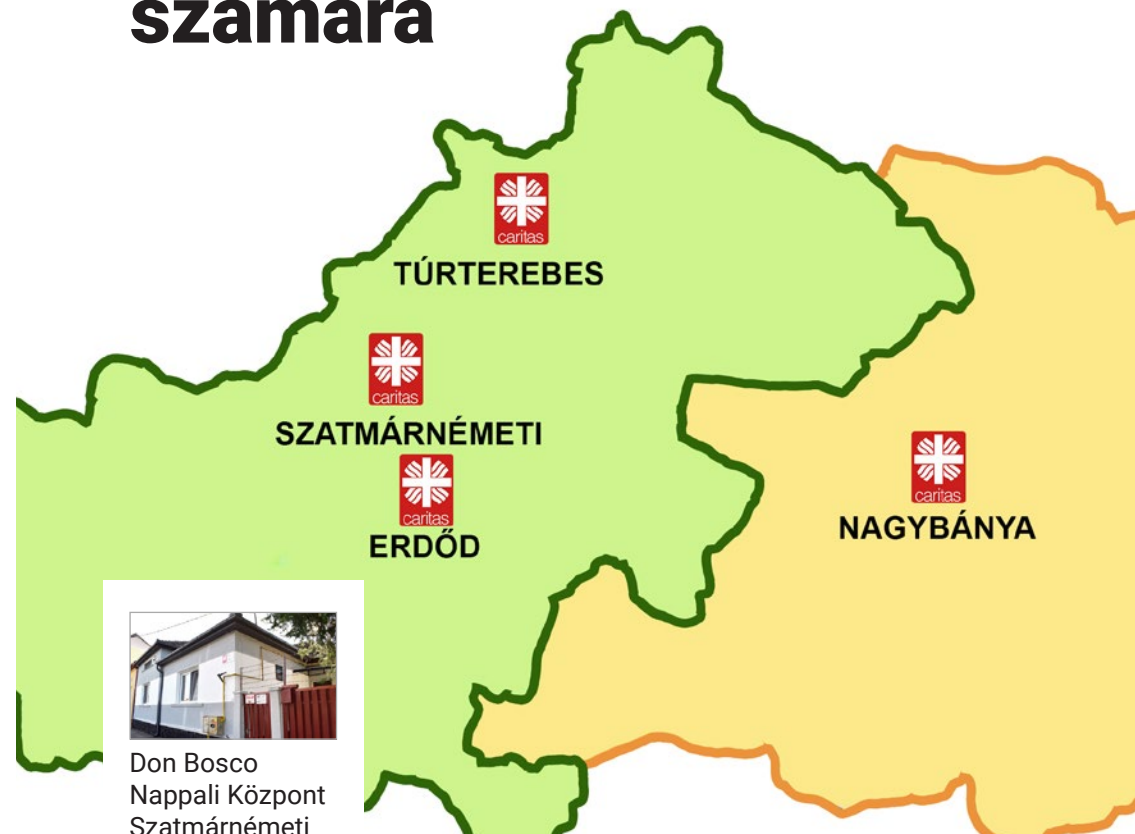 számára
caritas
TÚRTEREBES
caritas
SZATMÁRNÉMETI
caritas
ERDŐD
caritas
NAGYBÁNYA
Don Bosco
Nappali Központ
Szatmárnémeti